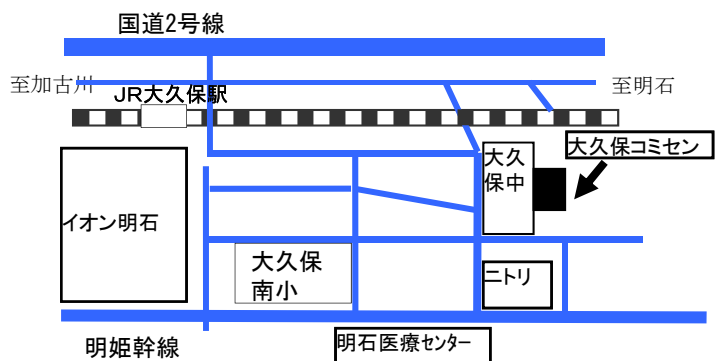 国道2号線
至加古川
至明石
JR大久保駅
大久保コミセン
大久
保中
イオン明石
大久保
南小
ニトリ
明姫幹線
明石医療センター